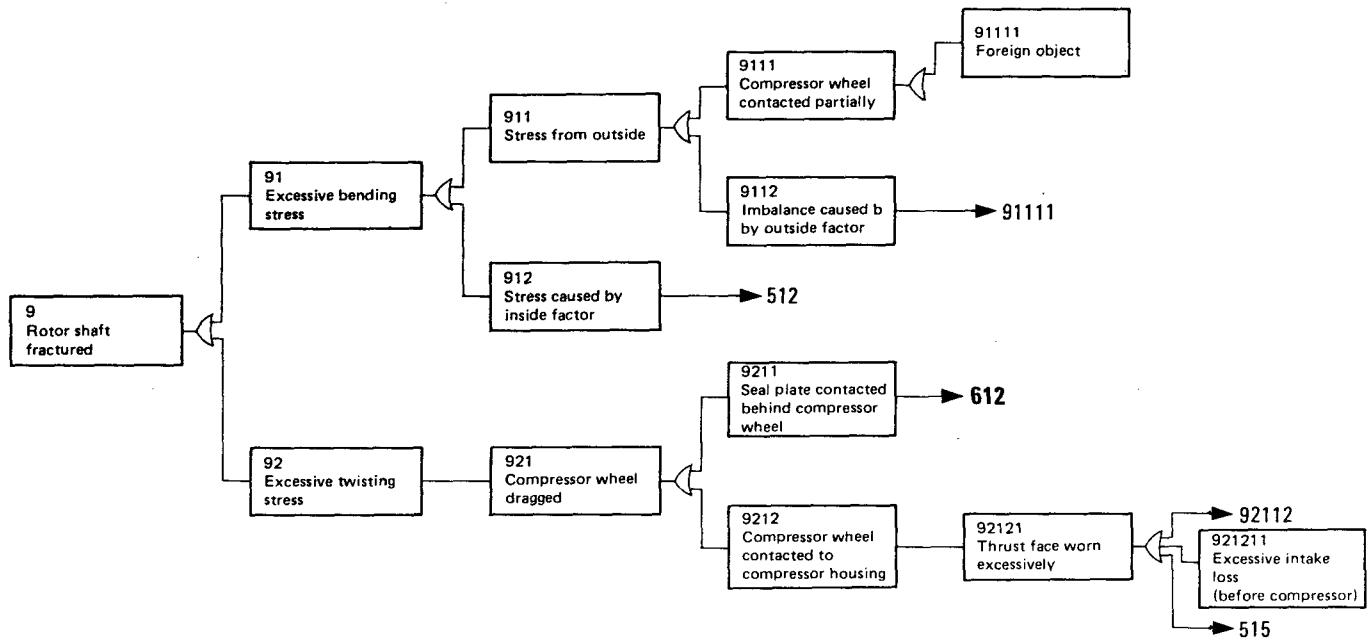 91111
Foreign object
9111
Compressor wheel
contacted partially
911
Stress from outside
91
Excessive bending
stress
9112
Imbalance caused b
by outside factor
91111
912
Stress caused by
inside factor
512
9
Rotor shaft
fractured
9211
Seal plate contacted
behind compressor
wheel
612
92
Excessive twisting
stress
921
Compressor wheel
dragged
9212
Compressor wheel
contacted to
compressor housing
92121
Thrust face worn
excessively
92112
921211
Excessive intake
loss
(before compressor)
515